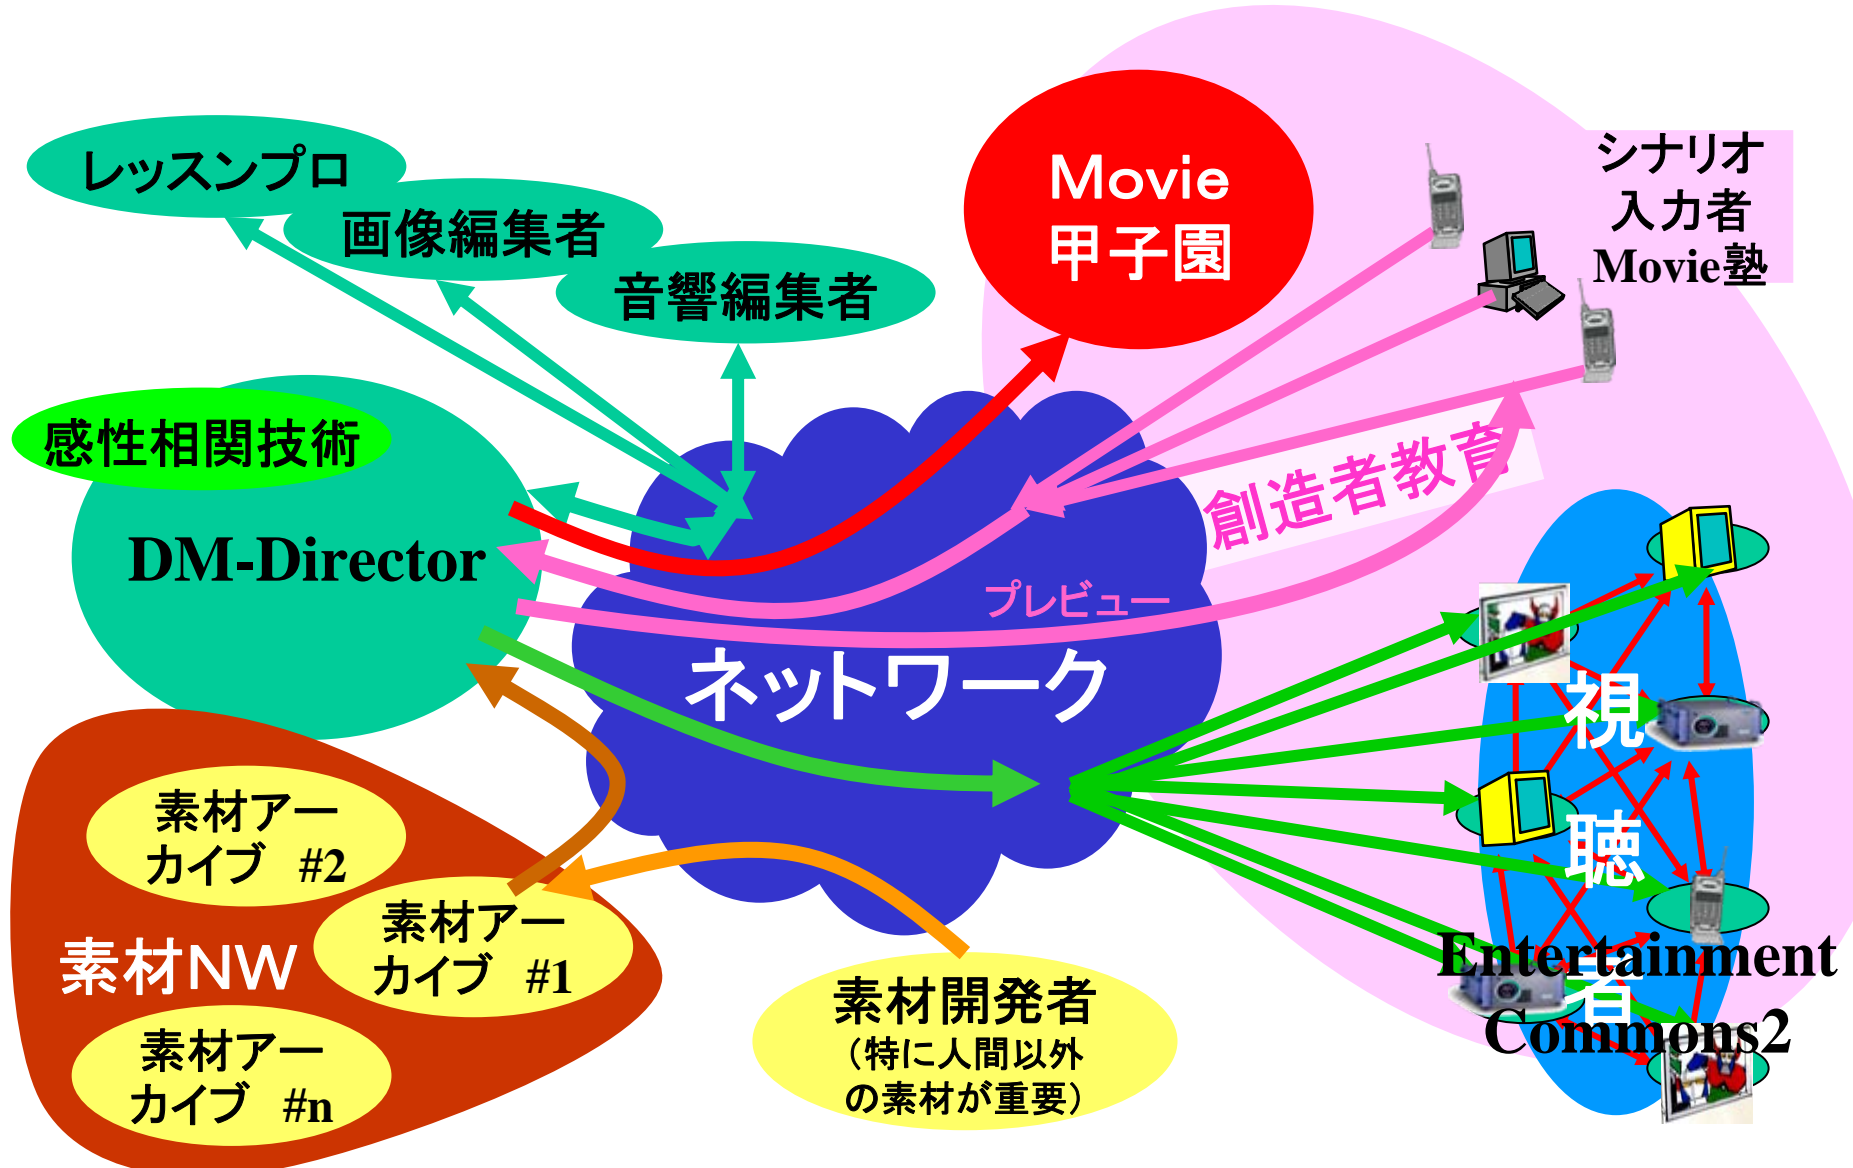 レッスンプロ
画像編集者
音響編集者
Movie
甲子園
シナリオ
入力者
Movie塾
感性相関技術
DM-Director
創造者教育
プレビュー
ネットワーク
視
聴
者
Entertainment
Commons2
素材アー
カイブ #2
素材NW
素材アー
カイブ #1
素材アー
カイブ #n
素材開発者
（特に人間以外
の素材が重要）